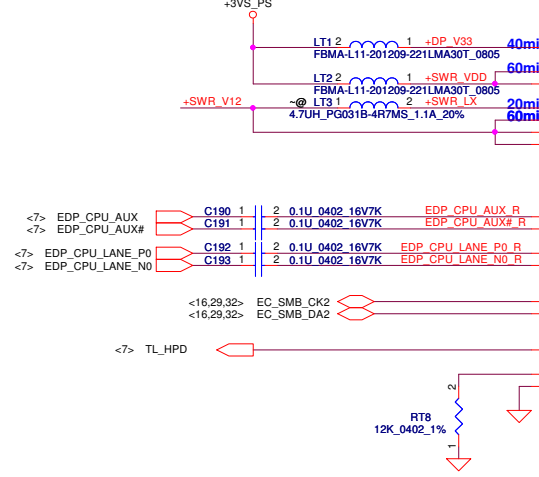 +3VS_PS
LT1 2 1 +DP_V33 40mi
FBMA-L11-201209-221LMA30T_0805
60mi
LT2 2 1 +SWR_VDD
FBMA-L11-201209-221LMA30T_0805
+SWR_V12 ~@ LT3 1 2 +SWR_LX 20mi
4.7UH_PG031B-4R7MS_1.1A_20% 60mi
<7> EDP_CPU_AUX C190 1 2 0.1U_0402_16V7K EDP_CPU_AUX_R
<7> EDP_CPU_AUX# C191 1 2 0.1U_0402_16V7K EDP_CPU_AUX#_R
<7> EDP_CPU_LANE_P0 C192 1 2 0.1U_0402_16V7K EDP_CPU_LANE_P0_R
<7> EDP_CPU_LANE_N0 C193 1 2 0.1U_0402_16V7K EDP_CPU_LANE_N0_R
<16,29,32> EC_SMB_CK2
<16,29,32> EC_SMB_DA2
<7> TL_HPD
2
RT8
12K_0402_1%
1